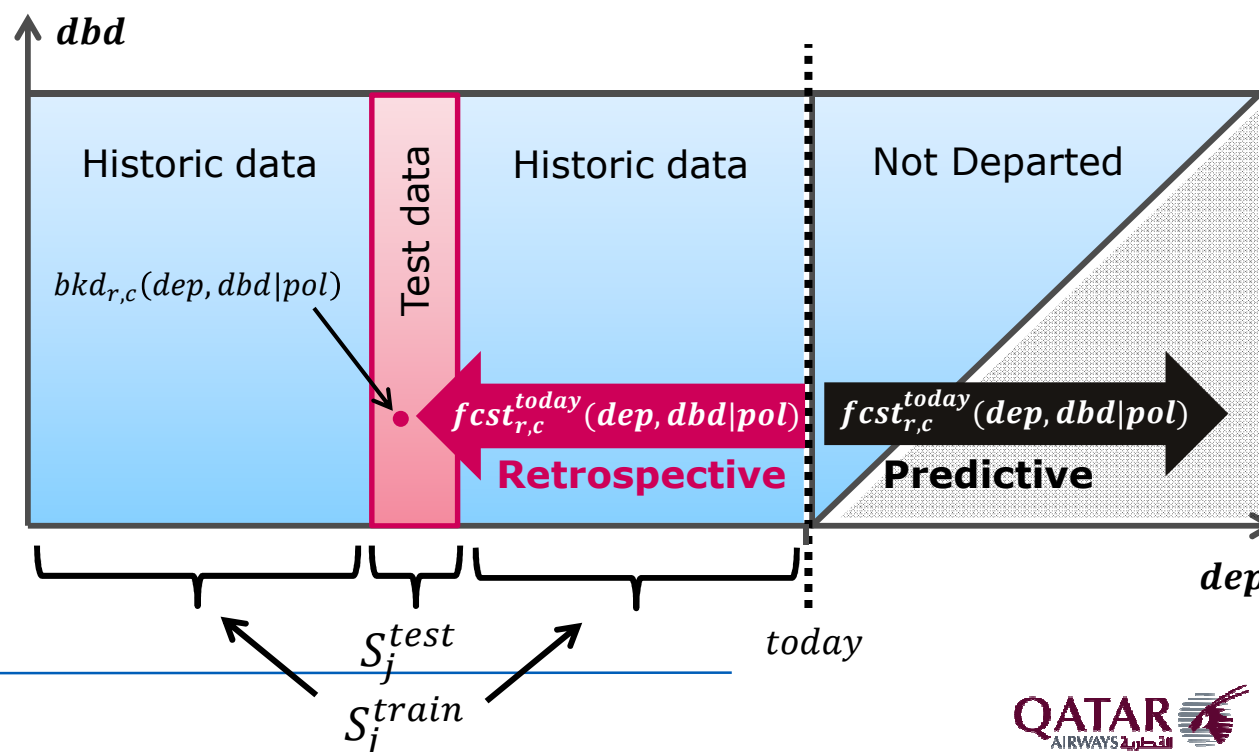 dbd
Historic data
Test data
Historic data
Not Departed
bkd_{r,c}(dep, dbd|pol)
fcst_{r,c}^{today}(dep, dbd|pol)
fcst_{r,c}^{today}(dep, dbd|pol)
Retrospective
Predictive
dep
S_j^{test}
today
S_j^{train}
QATAR
AIRWAYS القطرية